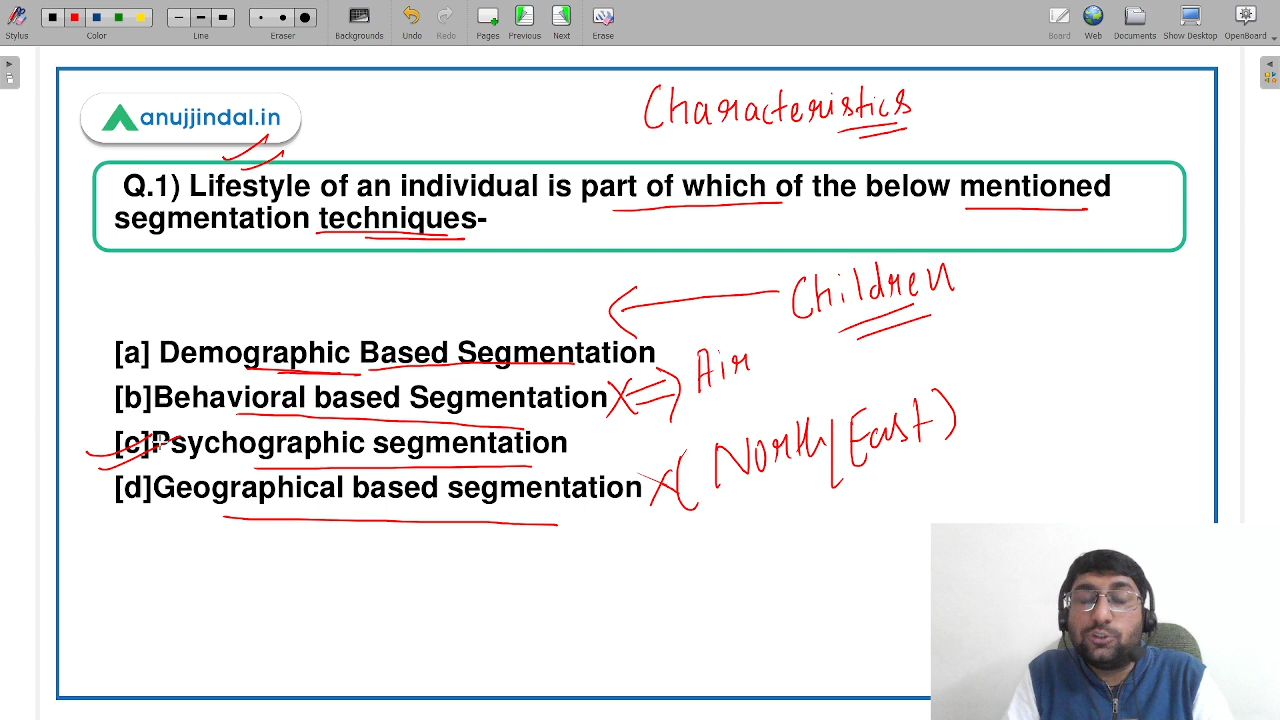 Stylus
Color
Line
Eraser
Backgrounds
Undo
Redo
Pages
Previous
Next
Erase
Board
Web
Documents
Show Desktop
OpenBoard
anujjindal.in
Characteristics
Q.1) Lifestyle of an individual is part of which of the below mentioned
segmentation techniques-
Children
[a] Demographic Based Segmentation
Air
[b]Behavioral based Segmentation
[c]Psychographic segmentation
North/East)
[d]Geographical based segmentation